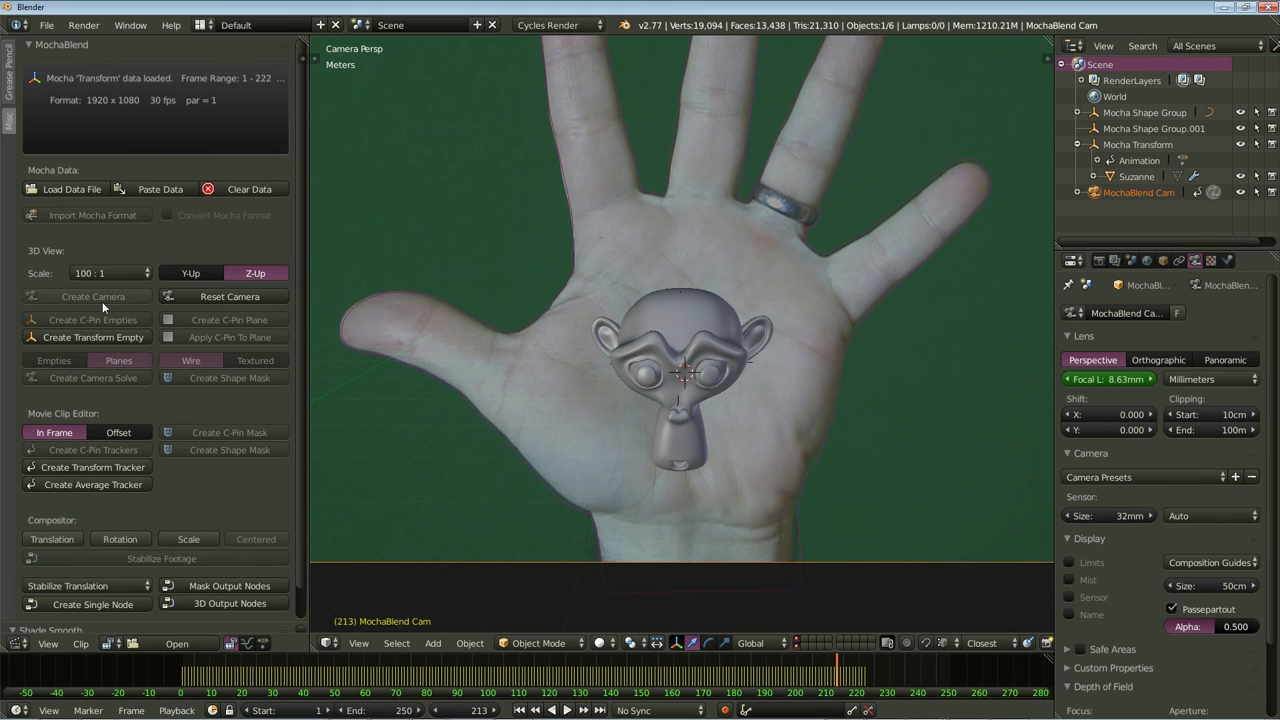 Blender
File Render Window Help Default Scene Cycles Render v2.77 | Verts:19,094 | Faces:13,438 | Tris:21,310 | Objects:1/6 | Lamps:0/0 | Mem:1210.21M | MochaBlend Cam
Grease Pencil
Misc
MochaBlend
Mocha 'Transform' data loaded. Frame Range: 1 - 222 ...
Format: 1920 x 1080 30 fps par = 1
Mocha Data:
Load Data File Paste Data Clear Data
Import Mocha Format Convert Mocha Format
3D View:
Scale: 100 : 1 Y-Up Z-Up
Create Camera Reset Camera
Create C-Pin Empties Create C-Pin Plane
Create Transform Empty Apply C-Pin To Plane
Empties Planes Wire Textured
Create Camera Solve Create Shape Mask
Movie Clip Editor:
In Frame Offset Create C-Pin Mask
Create C-Pin Trackers Create Shape Mask
Create Transform Tracker
Create Average Tracker
Compositor:
Translation Rotation Scale Centered
Stabilize Footage
Stabilize Translation Mask Output Nodes
Create Single Node 3D Output Nodes
Shade Smooth
View Clip Open
Camera Persp
Meters
(213) MochaBlend Cam
View Select Add Object Object Mode Global Closest
View Search All Scenes
Scene
RenderLayers
World
Mocha Shape Group
Mocha Shape Group.001
Mocha Transform
Animation
Suzanne
MochaBlend Cam
MochaBl... MochaBlen...
MochaBlend Ca... F
Lens
Perspective Orthographic Panoramic
Focal L: 8.63mm Millimeters
Shift: Clipping:
X: 0.000 Start: 10cm
Y: 0.000 End: 100m
Camera
Camera Presets
Sensor:
Size: 32mm Auto
Display
Limits Composition Guides
Mist Size: 50cm
Sensor Passepartout
Name Alpha: 0.500
Safe Areas
Custom Properties
Depth of Field
Focus: Aperture:
-50 -40 -30 -20 -10 0 10 20 30 40 50 60 70 80 90 100 110 120 130 140 150 160 170 180 190 200 210 220 230 240 250 260 270 280
View Marker Frame Playback Start: 1 End: 250 213 No Sync